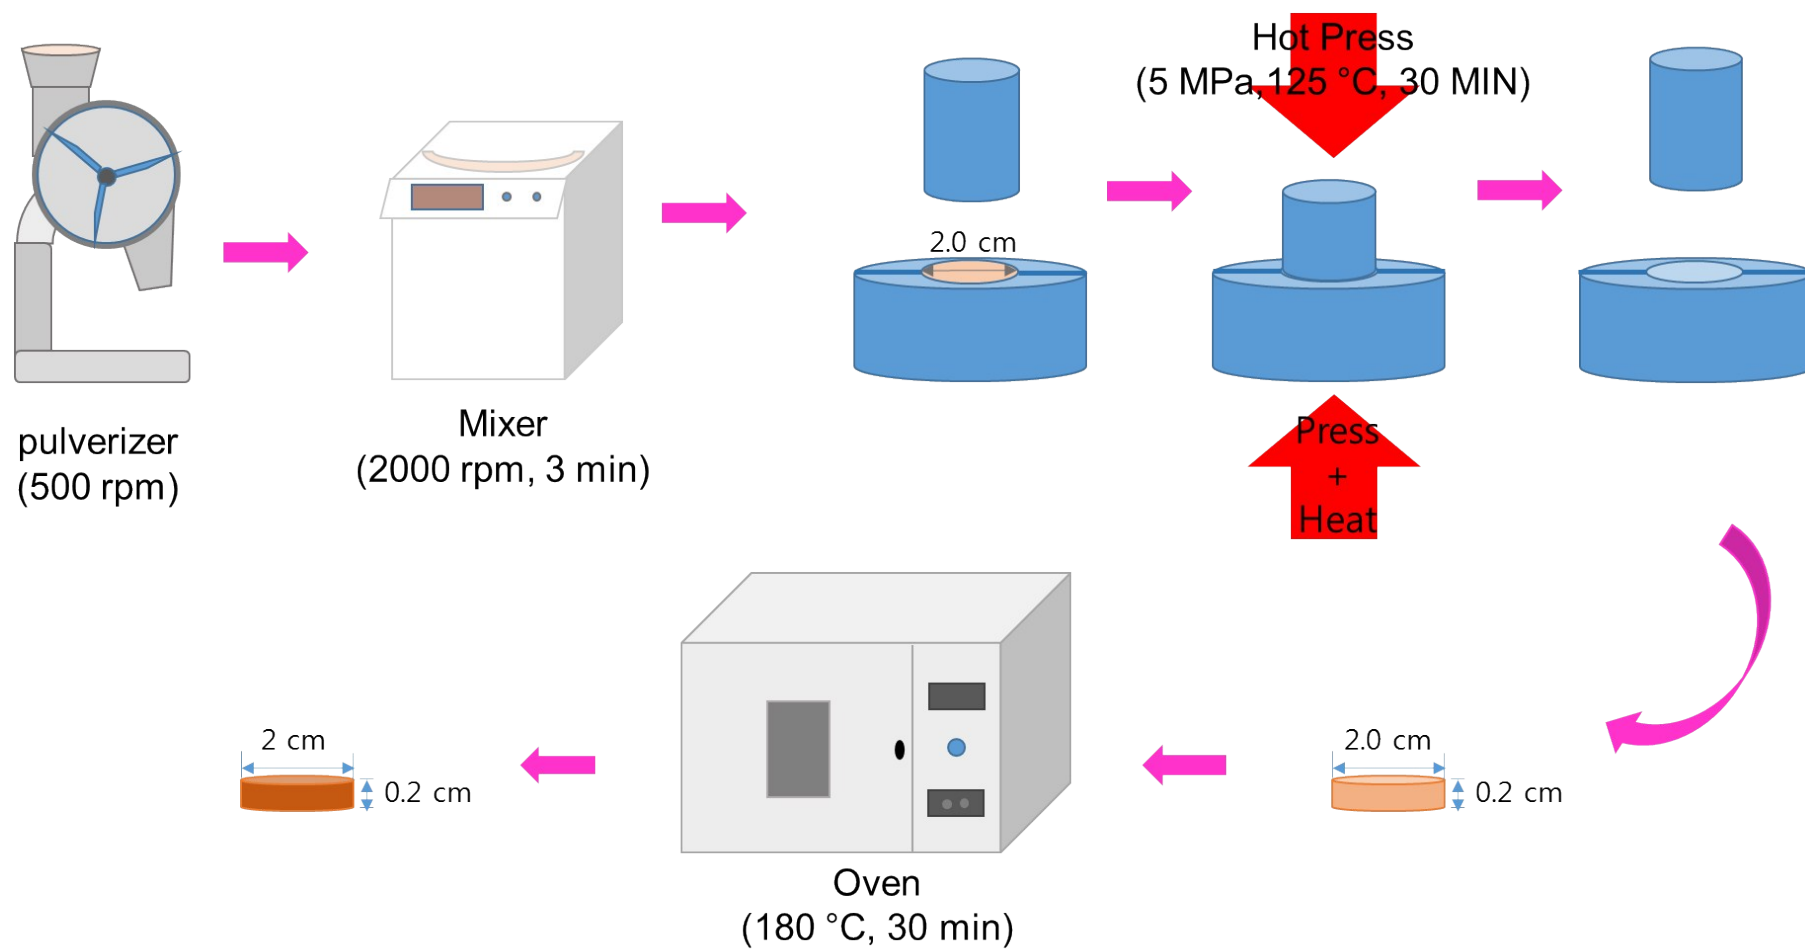 pulverizer
(500 rpm)
Mixer
(2000 rpm, 3 min)
2.0 cm
Hot Press
(5 MPa,125 °C, 30 MIN)
Press
+
Heat
2.0 cm
0.2 cm
Oven
(180 °C, 30 min)
2 cm
0.2 cm